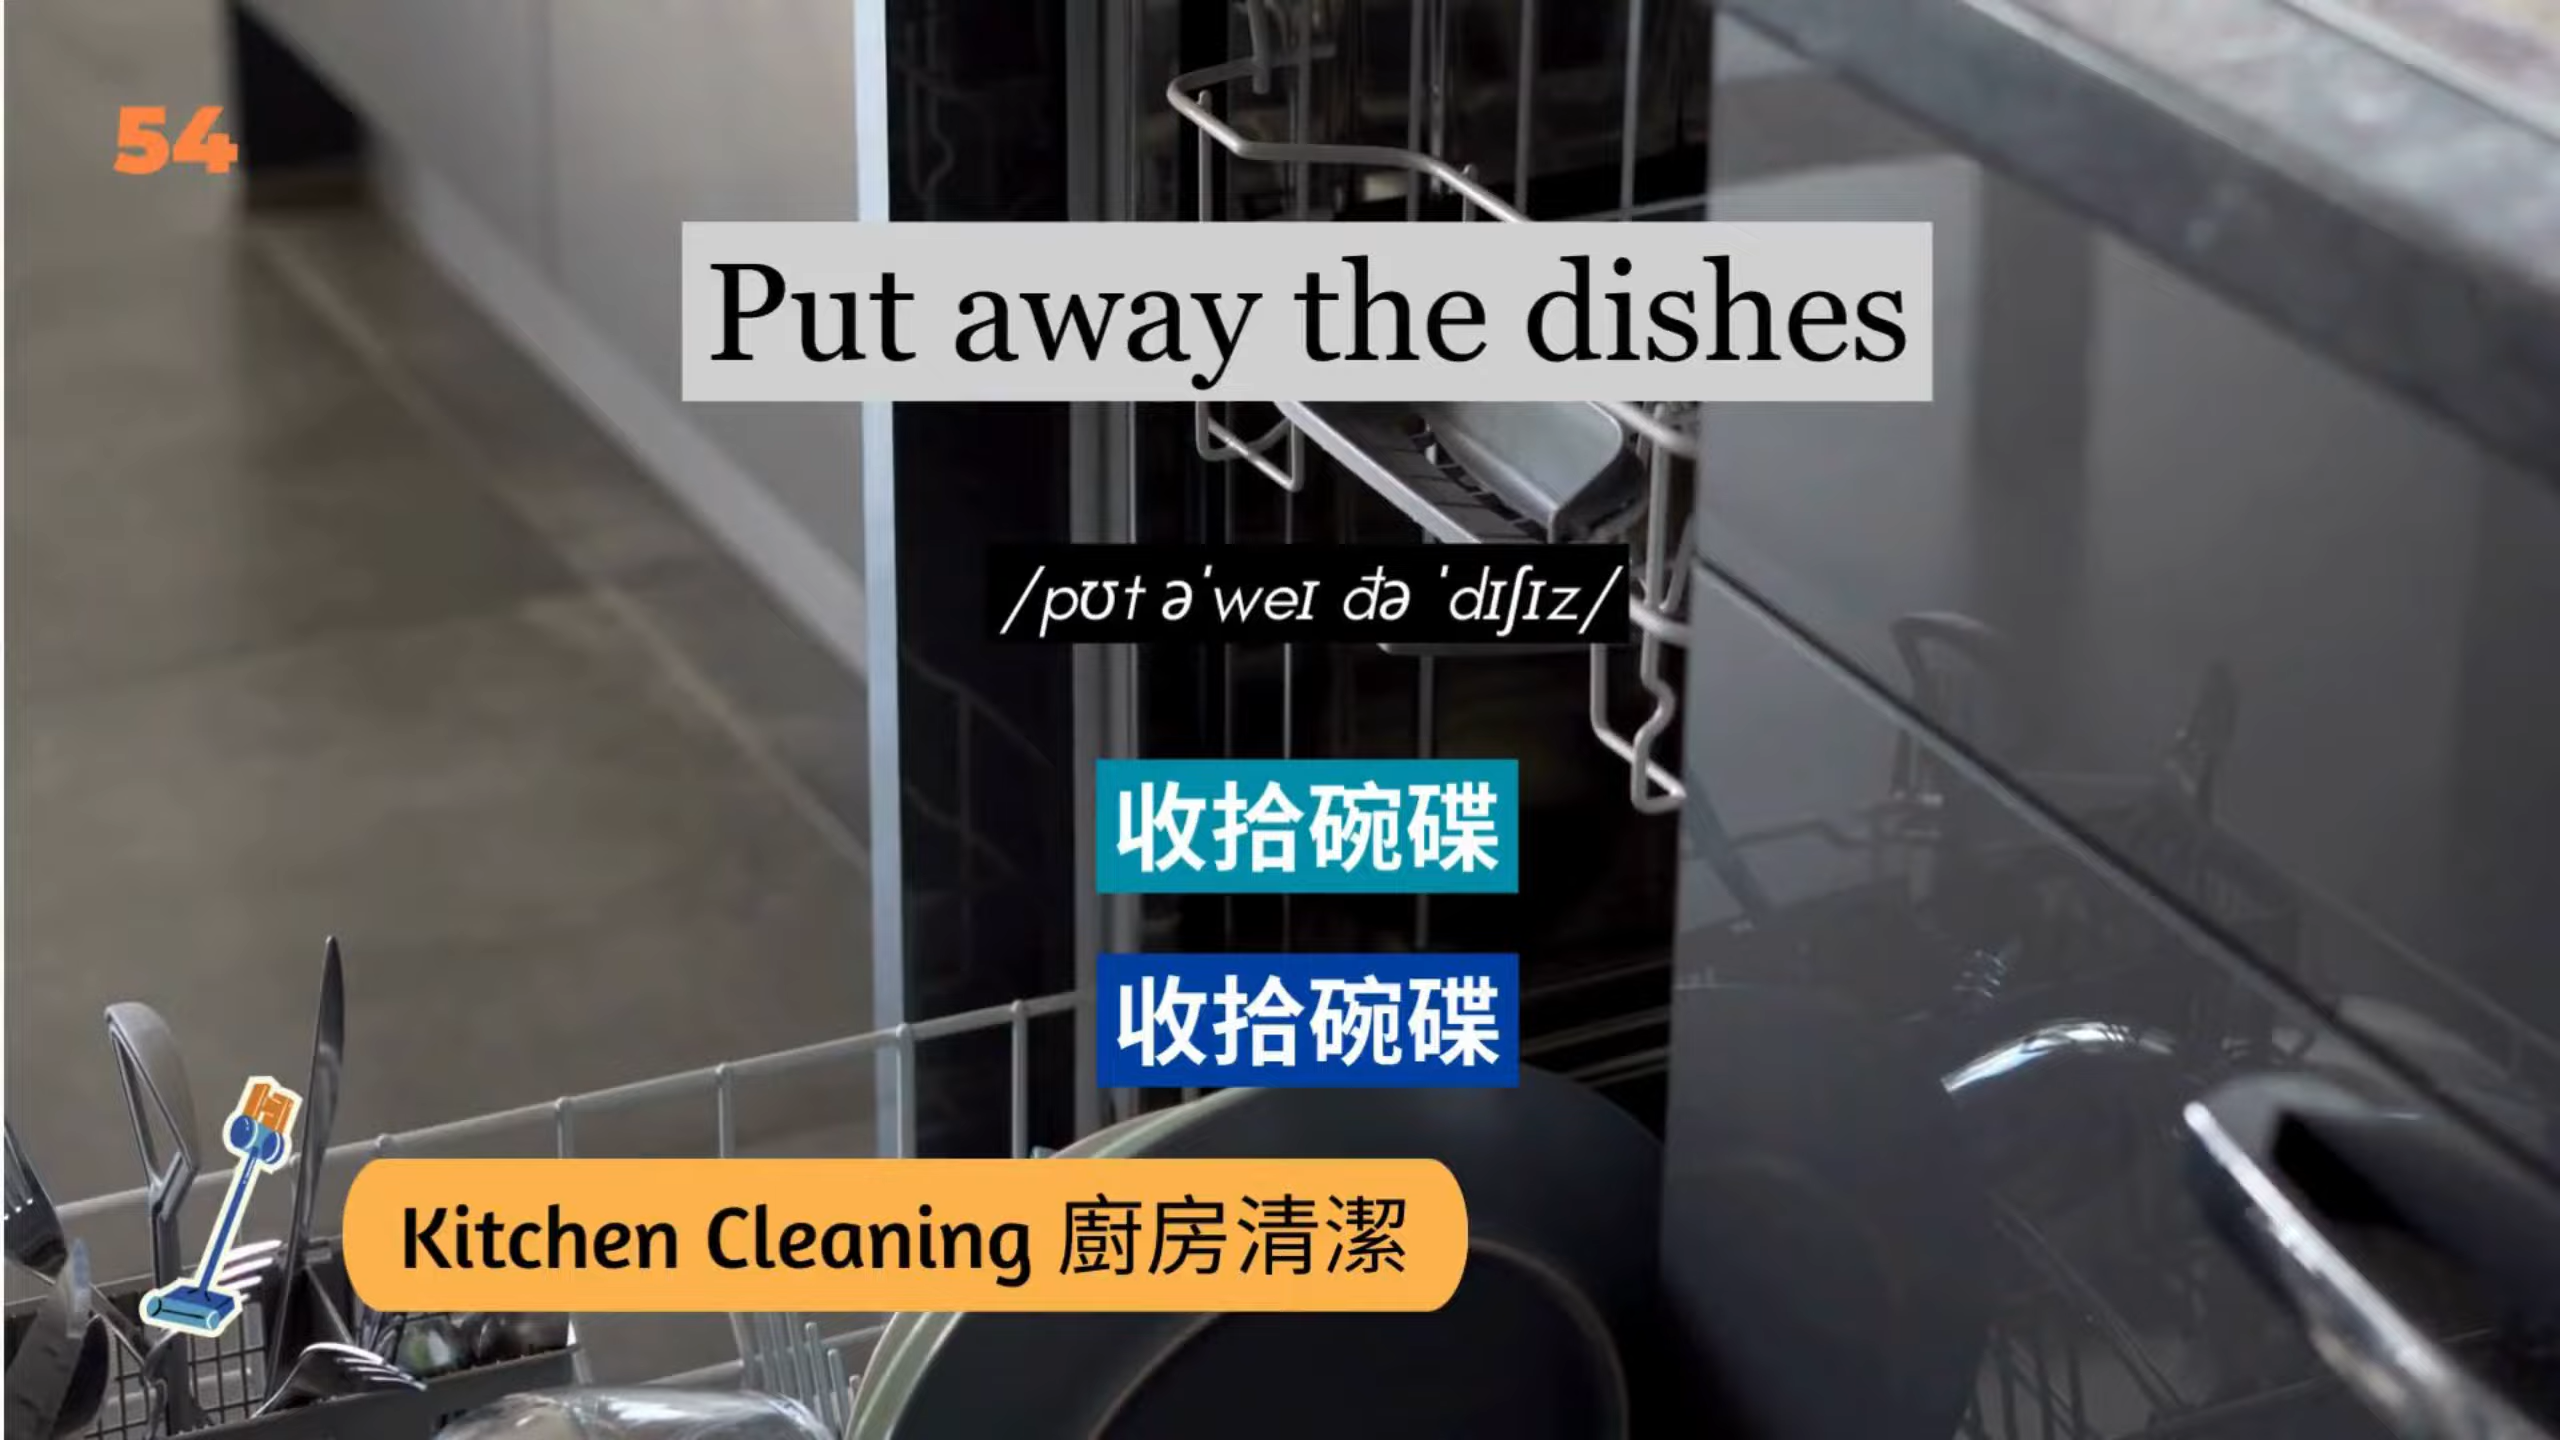 54
Put away the dishes
/pʊt əˈweɪ đə ˈdɪʃɪz/
收拾碗碟
收拾碗碟
Kitchen Cleaning 廚房清潔